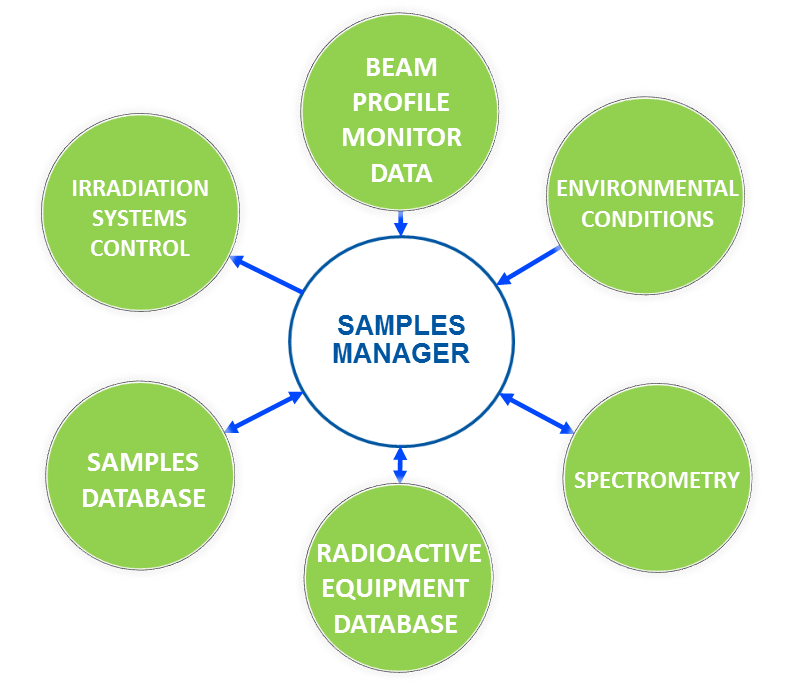 BEAM
PROFILE
MONITOR
DATA
IRRADIATION
SYSTEMS
CONTROL
ENVIRONMENTAL
CONDITIONS
SAMPLES
MANAGER
SAMPLES
DATABASE
SPECTROMETRY
RADIOACTIVE
EQUIPMENT
DATABASE